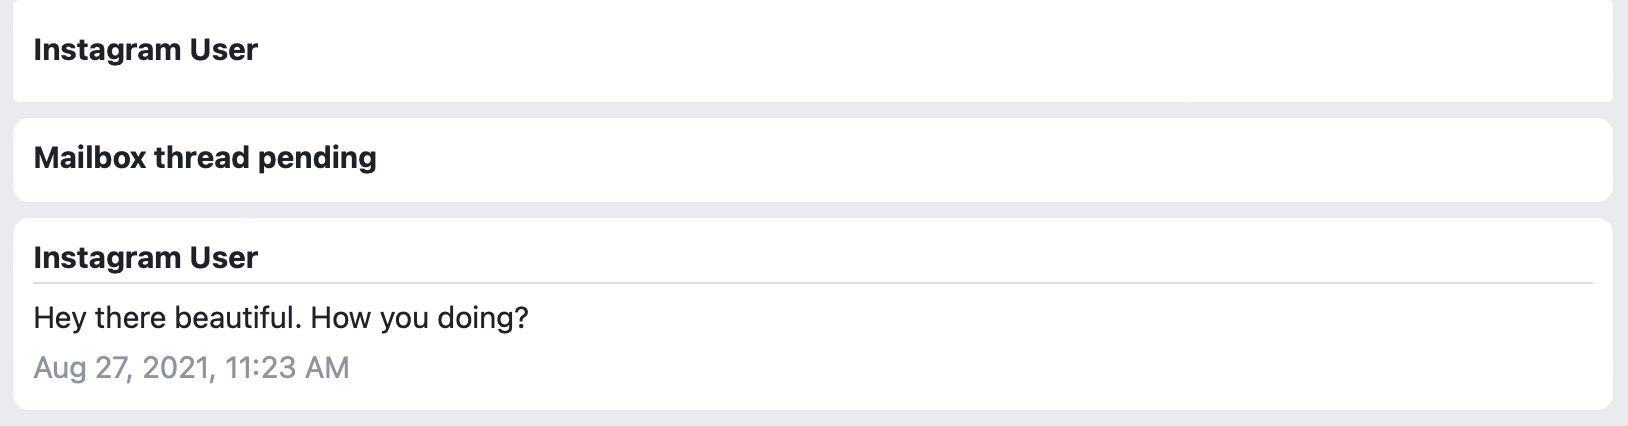 Instagram User
Mailbox thread pending
Instagram User
Hey there beautiful. How you doing?
Aug 27, 2021, 11:23 AM